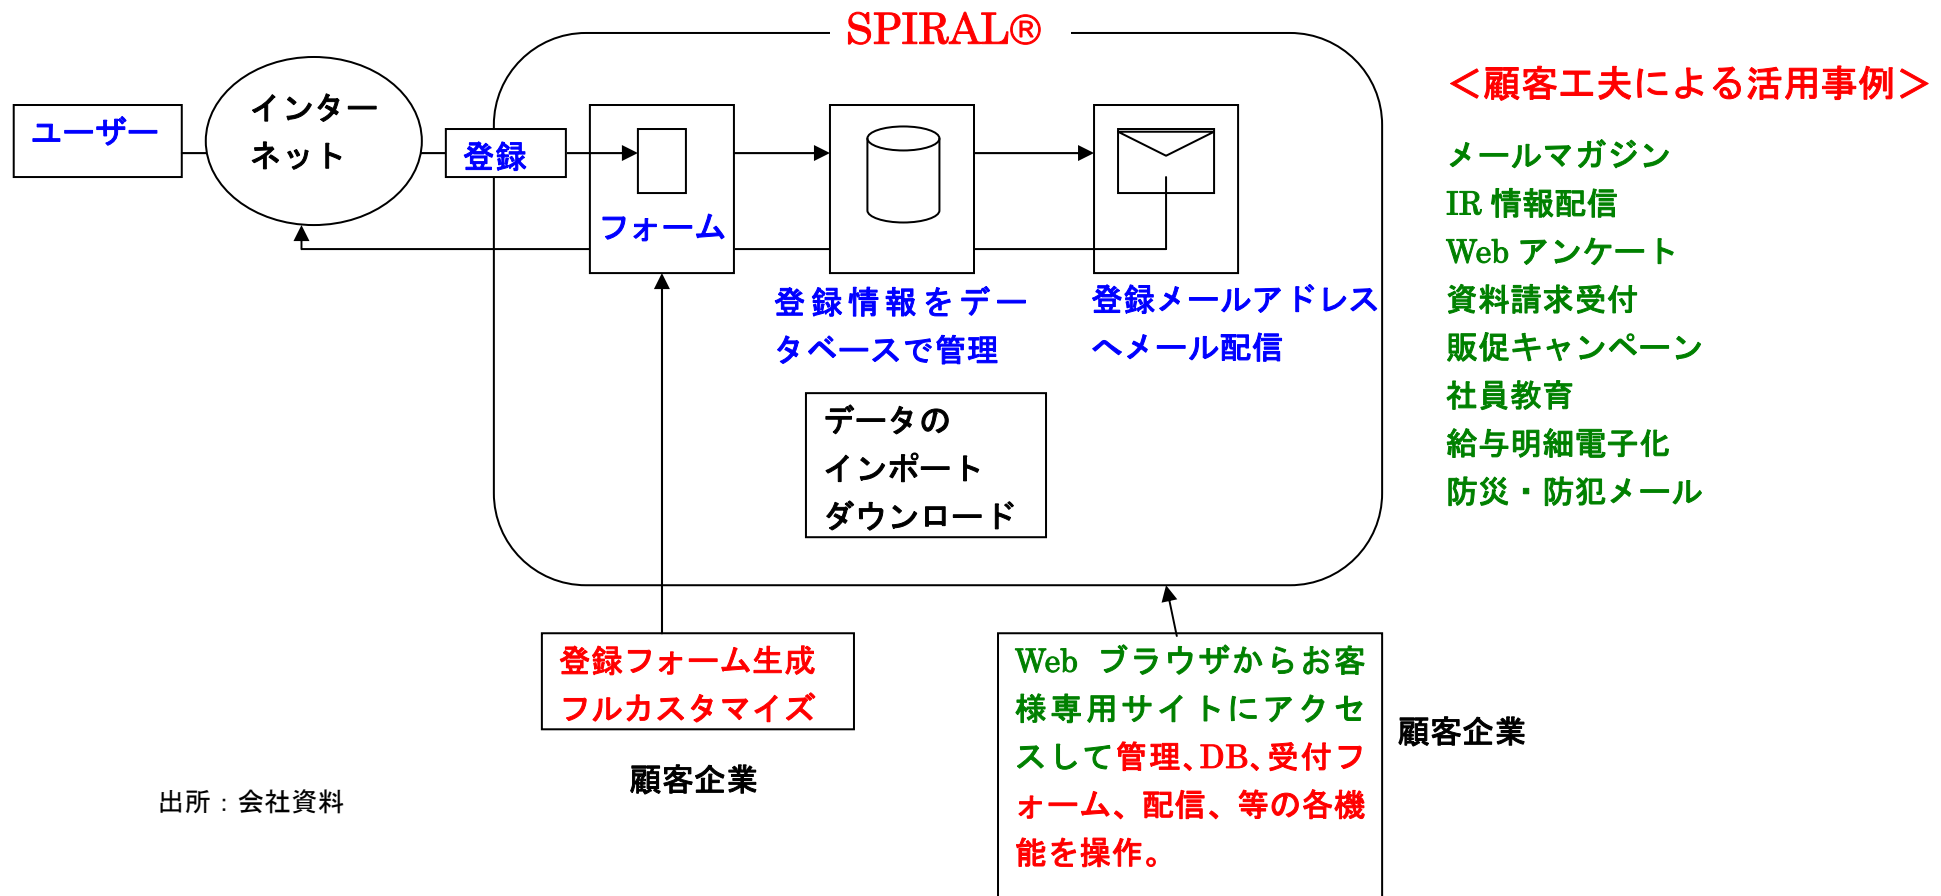 SPIRAL®
ユーザー
インター
ネット
登録
フォーム
登録情報をデー
タベースで管理
登録メールアドレス
へメール配信
データの
インポート
ダウンロード
登録フォーム生成
フルカスタマイズ
顧客企業
Web ブラウザからお客
様専用サイトにアクセ
スして管理、DB、受付フ
ォーム、配信、等の各機
能を操作。
顧客企業
＜顧客工夫による活用事例＞
メールマガジン
IR 情報配信
Web アンケート
資料請求受付
販促キャンペーン
社員教育
給与明細電子化
防災・防犯メール
出所：会社資料